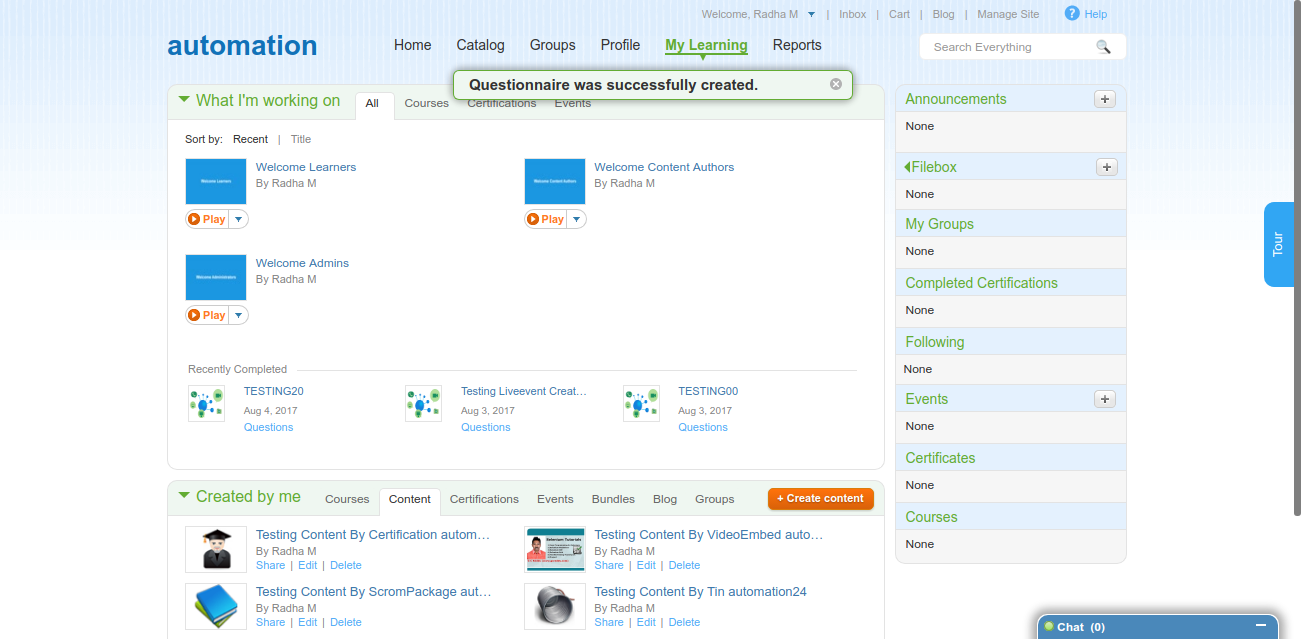 Welcome, Radha M | Inbox | Cart | Blog | Manage Site ? Help
automation
Home Catalog Groups Profile My Learning Reports
Search Everything
Questionnaire was successfully created.
What I'm working on All Courses Certifications Events
Sort by: Recent | Title
Welcome Learners
Welcome Learners
By Radha M
Play
Welcome Content Authors
Welcome Content Authors
By Radha M
Play
Welcome Administrators
Welcome Admins
By Radha M
Play
Recently Completed
TESTING20
Aug 4, 2017
Questions
Testing Liveevent Creat…
Aug 3, 2017
Questions
TESTING00
Aug 3, 2017
Questions
Created by me Courses Content Certifications Events Bundles Blog Groups + Create content
Testing Content By Certification autom…
By Radha M
Share | Edit | Delete
Selenium Tutorials
Testing Content By VideoEmbed auto…
By Radha M
Share | Edit | Delete
Testing Content By ScromPackage aut…
By Radha M
Share | Edit | Delete
Testing Content By Tin automation24
By Radha M
Share | Edit | Delete
Announcements +
None
Filebox +
None
My Groups
None
Completed Certifications
None
Following
None
Events +
None
Certificates
None
Courses
None
Tour
Chat (0)